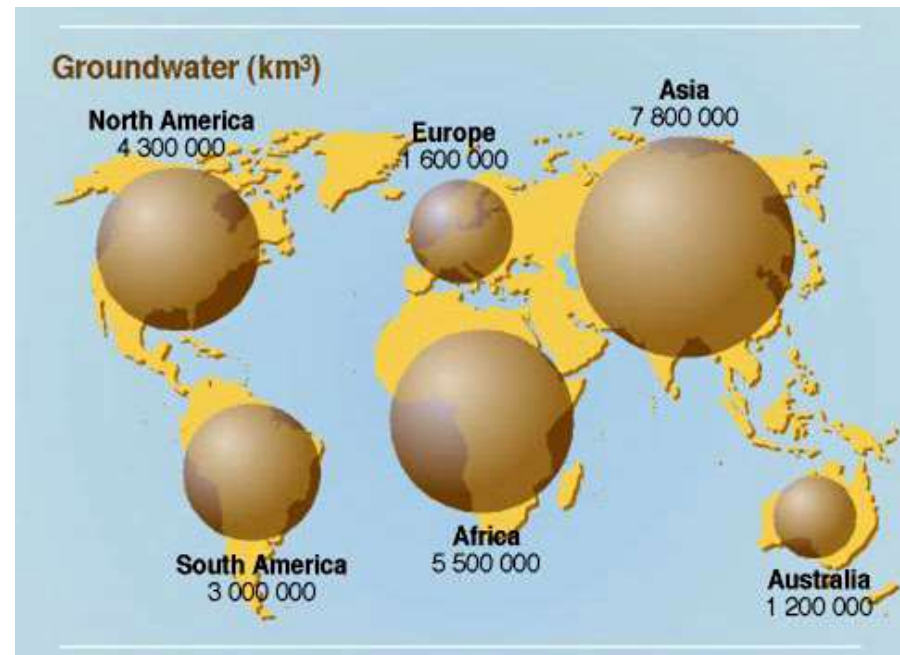 Groundwater (km³)
North America
4 300 000
Europe
1 600 000
Asia
7 800 000
South America
3 000 000
Africa
5 500 000
Australia
1 200 000